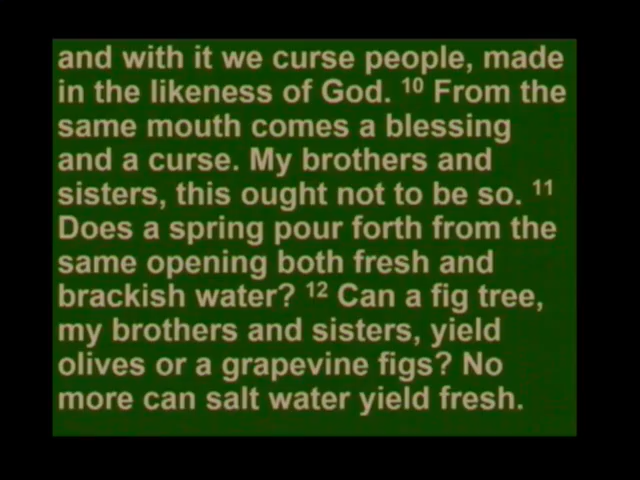 and with it we curse people, made
in the likeness of God. ¹⁰ From the
same mouth comes a blessing
and a curse. My brothers and
sisters, this ought not to be so. ¹¹
Does a spring pour forth from the
same opening both fresh and
brackish water? ¹² Can a fig tree,
my brothers and sisters, yield
olives or a grapevine figs? No
more can salt water yield fresh.